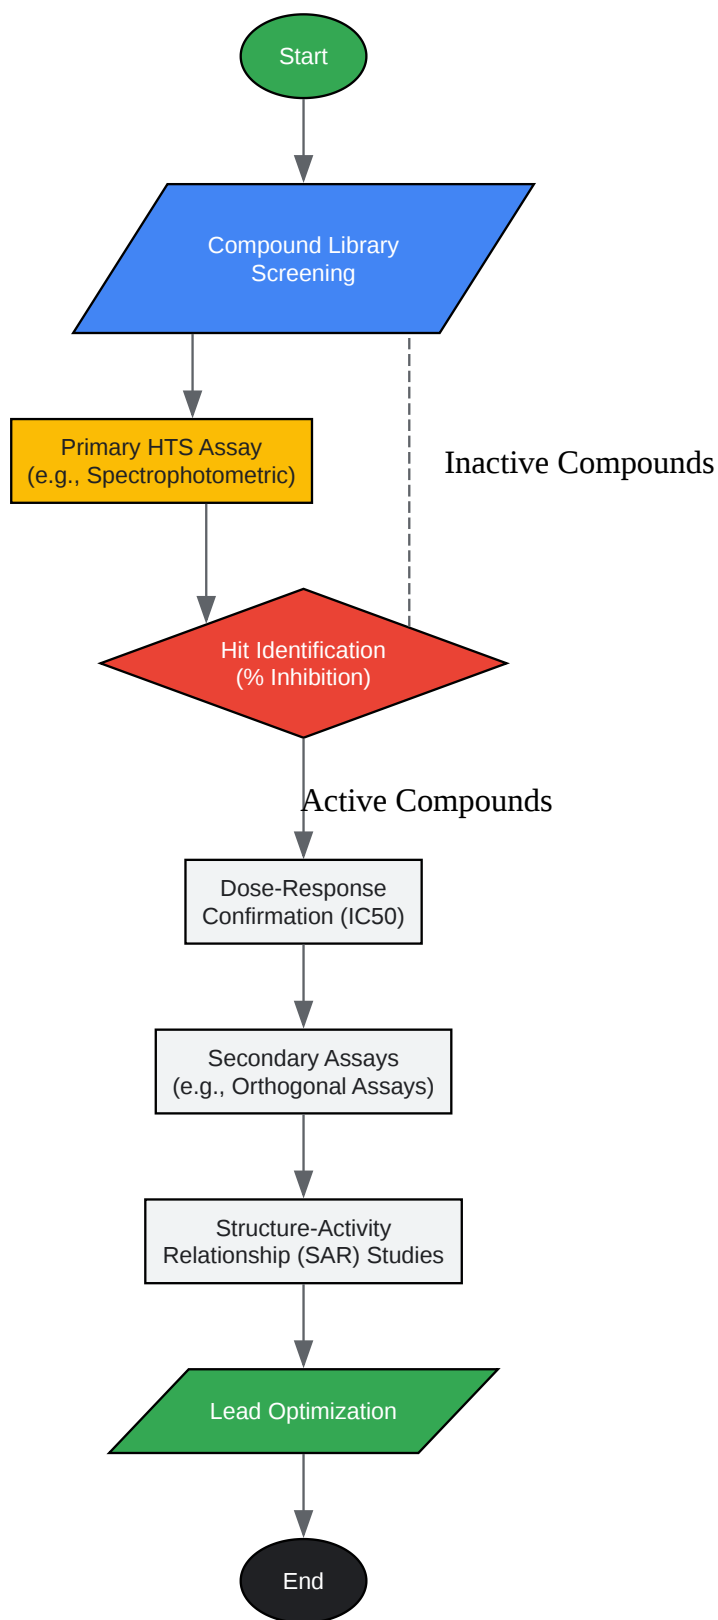 Start
Compound Library
Screening
Primary HTS Assay
(e.g., Spectrophotometric)
Inactive Compounds
Hit Identification
(% Inhibition)
Active Compounds
Dose-Response
Confirmation (IC50)
Secondary Assays
(e.g., Orthogonal Assays)
Structure-Activity
Relationship (SAR) Studies
Lead Optimization
End